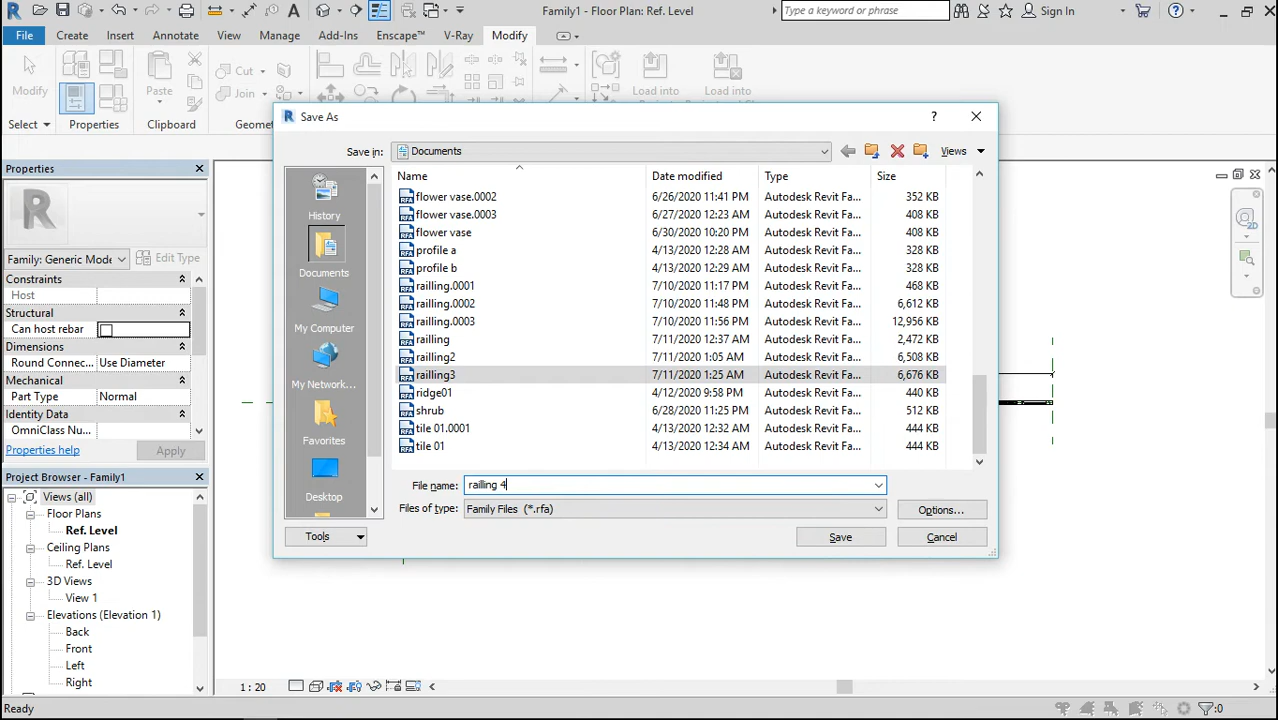 Family1 - Floor Plan: Ref. Level
Type a keyword or phrase
Sign In
File Create Insert Annotate View Manage Add-Ins Enscape™ V-Ray Modify
Modify
Paste
Cut
Join
Load into
Load into
Select Properties Clipboard Geomet
Save As
Save in: Documents Views
Name Date modified Type Size
flower vase.0002 6/26/2020 11:41 PM Autodesk Revit Fa... 352 KB
flower vase.0003 6/27/2020 12:23 AM Autodesk Revit Fa... 408 KB
flower vase 6/30/2020 10:20 PM Autodesk Revit Fa... 408 KB
profile a 4/13/2020 12:28 AM Autodesk Revit Fa... 328 KB
profile b 4/13/2020 12:29 AM Autodesk Revit Fa... 328 KB
railling.0001 7/10/2020 11:17 PM Autodesk Revit Fa... 468 KB
railling.0002 7/10/2020 11:48 PM Autodesk Revit Fa... 6,612 KB
railling.0003 7/10/2020 11:56 PM Autodesk Revit Fa... 12,956 KB
railling 7/11/2020 12:37 AM Autodesk Revit Fa... 2,472 KB
railling2 7/11/2020 1:05 AM Autodesk Revit Fa... 6,508 KB
railling3 7/11/2020 1:25 AM Autodesk Revit Fa... 6,676 KB
ridge01 4/12/2020 9:58 PM Autodesk Revit Fa... 440 KB
shrub 6/28/2020 11:25 PM Autodesk Revit Fa... 512 KB
tile 01.0001 4/13/2020 12:32 AM Autodesk Revit Fa... 444 KB
tile 01 4/13/2020 12:34 AM Autodesk Revit Fa... 444 KB
History
Documents
My Computer
My Network...
Favorites
Desktop
File name: railling 4
Files of type: Family Files (*.rfa) Options...
Tools Save Cancel
Properties
Family: Generic Mode Edit Type
Constraints
Host
Structural
Can host rebar
Dimensions
Round Connec... Use Diameter
Mechanical
Part Type Normal
Identity Data
OmniClass Nu...
Properties help Apply
Project Browser - Family1
Views (all)
Floor Plans
Ref. Level
Ceiling Plans
Ref. Level
3D Views
View 1
Elevations (Elevation 1)
Back
Front
Left
Right
1 : 20
Ready
:0
2D